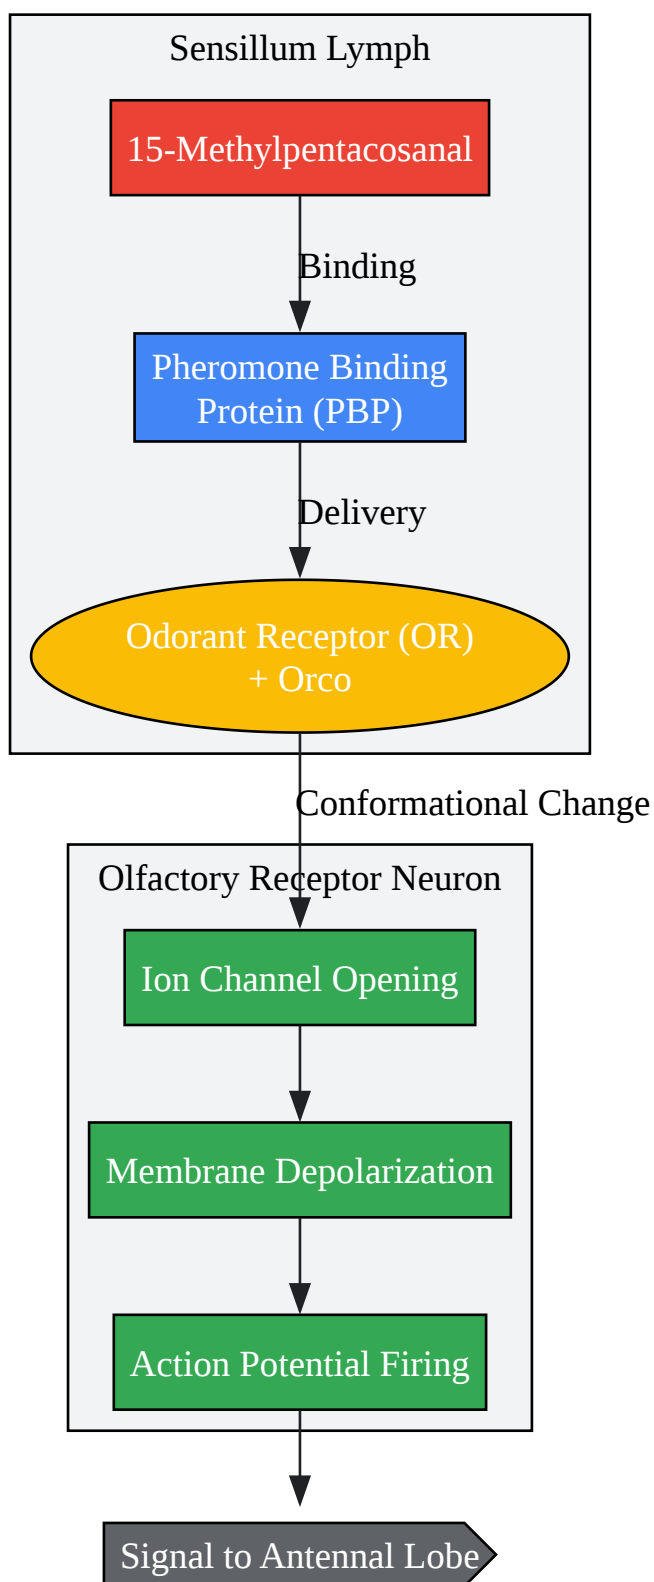 Sensillum Lymph
15-Methylpentacosanal
Binding
Pheromone Binding
Protein (PBP)
Delivery
Odorant Receptor (OR)
+ Orco
Conformational Change
Olfactory Receptor Neuron
Ion Channel Opening
Membrane Depolarization
Action Potential Firing
Signal to Antennal Lobe